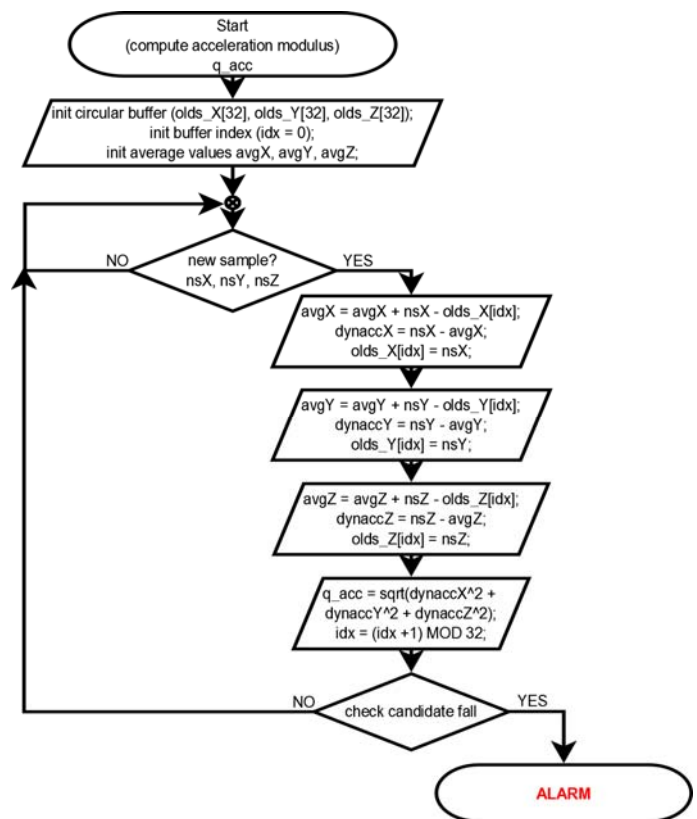 Start
(compute acceleration modulus)
q_acc
init circular buffer (olds_X[32], olds_Y[32], olds_Z[32]);
init buffer index (idx = 0);
init average values avgX, avgY, avgZ;
NO
new sample?
nsX, nsY, nsZ
YES
avgX = avgX + nsX - olds_X[idx];
dynaccX = nsX - avgX;
olds_X[idx] = nsX;
avgY = avgY + nsY - olds_Y[idx];
dynaccY = nsY - avgY;
olds_Y[idx] = nsY;
avgZ = avgZ + nsZ - olds_Z[idx];
dynaccZ = nsZ - avgZ;
olds_Z[idx] = nsZ;
q_acc = sqrt(dynaccX^2 +
dynaccY^2 + dynaccZ^2);
idx = (idx +1) MOD 32;
NO
check candidate fall
YES
ALARM